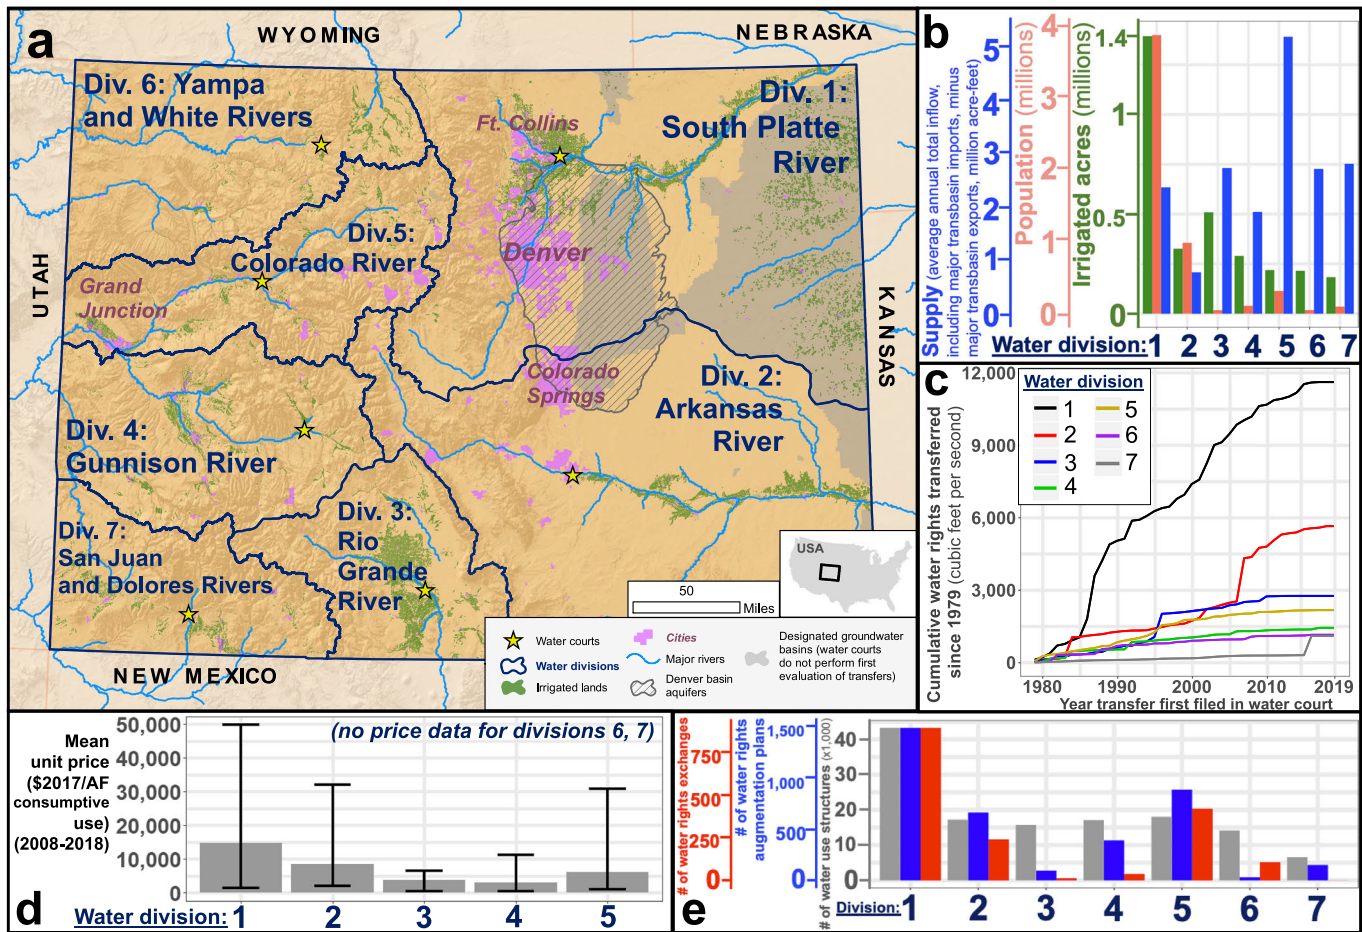 a
WYOMING
NEBRASKA
Div. 6: Yampa
and White Rivers
Ft. Collins
Div. 1:
South Platte
River
Div.5:
Colorado River
Denver
UTAH
Grand
Junction
KANSAS
Colorado
Springs
Div. 2:
Arkansas
River
Div. 4:
Gunnison River
Div. 7:
San Juan
and Dolores Rivers
Div. 3:
Rio
Grande
River
USA
50
Miles
NEW MEXICO
Water courts
Water divisions
Irrigated lands
Cities
Major rivers
Denver basin
aquifers
Designated groundwater
basins (water courts
do not perform first
evaluation of transfers)
b
Supply (average annual total inflow,
including major transbasin imports, minus
major transbasin exports, million acre-feet)
5
4
3
2
1
0
Population (millions)
4
3
2
1
0
Irrigated acres (millions)
1.4
1
0.5
0
Water division: 1 2 3 4 5 6 7
c
Cumulative water rights transferred
since 1979 (cubic feet per second)
12,000
9,000
6,000
3,000
0
Water division
1 5
2 6
3 7
4
1980 1990 2000 2010 2019
Year transfer first filed in water court
d
Mean
unit price
($2017/AF
consumptive
use)
(2008-2018)
50,000
40,000
30,000
20,000
10,000
0
(no price data for divisions 6, 7)
Water division: 1 2 3 4 5
e
# of water rights exchanges
750
500
250
0
# of water rights
augmentation plans
1,500
1,000
500
0
# of water use structures (x1,000)
40
30
20
10
0
Division: 1 2 3 4 5 6 7